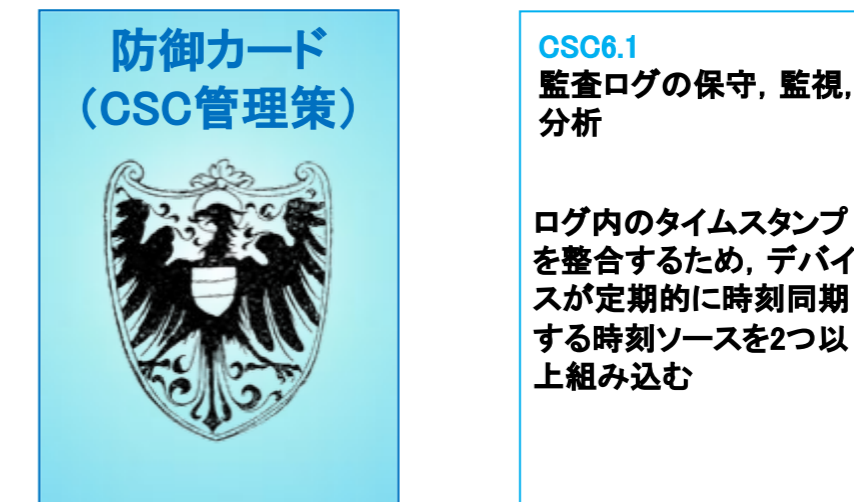 防御カード
（CSC管理策）
CSC6.1
監査ログの保守，監視，
分析
ログ内のタイムスタンプ
を整合するため，デバイ
スが定期的に時刻同期
する時刻ソースを2つ以
上組み込む